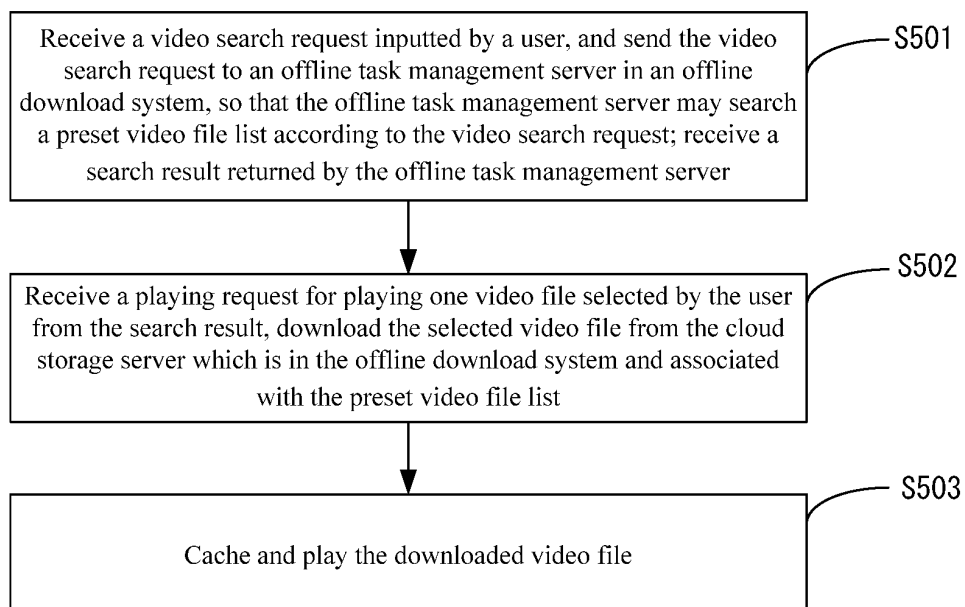 Receive a video search request inputted by a user, and send the video
search request to an offline task management server in an offline
download system, so that the offline task management server may search
a preset video file list according to the video search request; receive a
search result returned by the offline task management server
S501
Receive a playing request for playing one video file selected by the user
from the search result, download the selected video file from the cloud
storage server which is in the offline download system and associated
with the preset video file list
S502
Cache and play the downloaded video file
S503